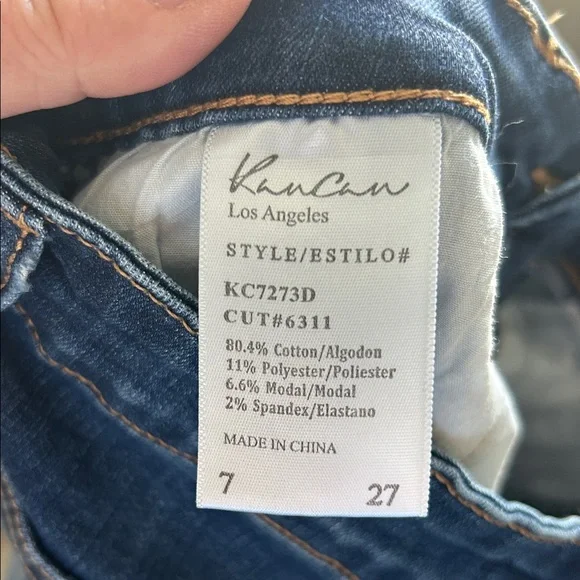 KanCan
Los Angeles
STYLE/ESTILO#
KC7273D
CUT#6311
80.4% Cotton/Algodon
11% Polyester/Poliester
6.6% Modal/Modal
2% Spandex/Elastano
MADE IN CHINA
7 27